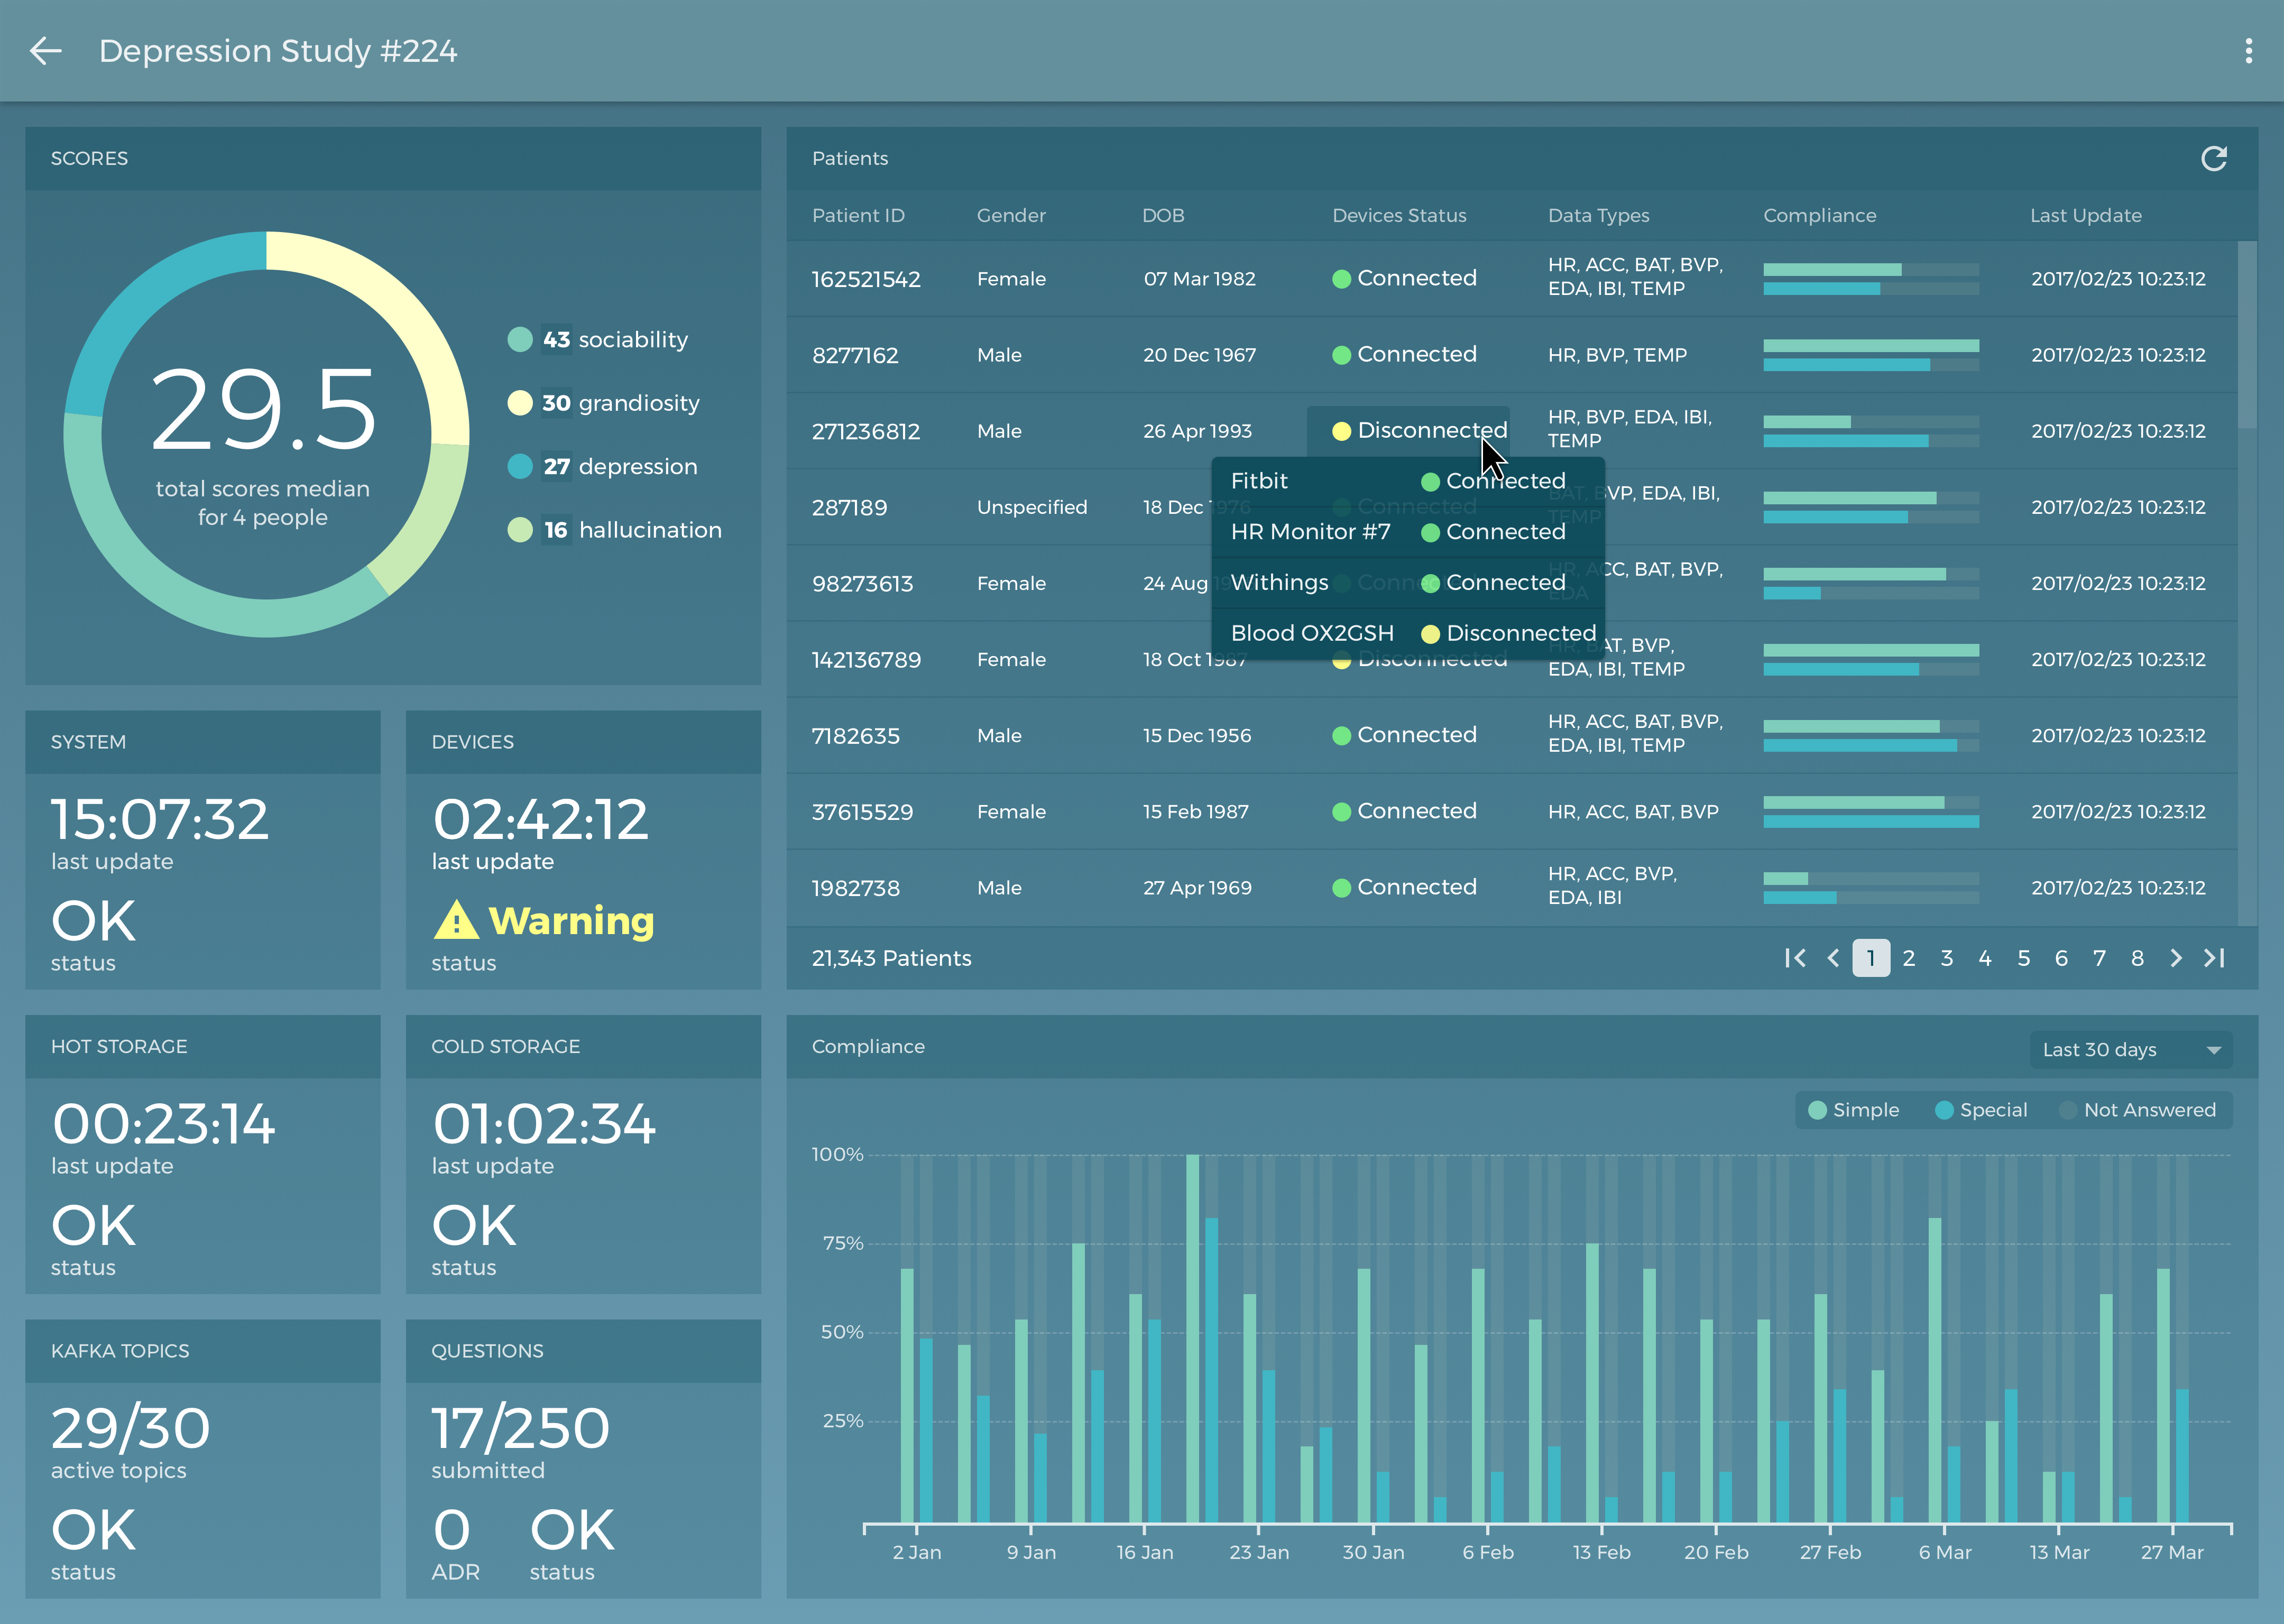 Depression Study #224
SCORES
29.5
total scores median
for 4 people
43 sociability
30 grandiosity
27 depression
16 hallucination
Patients
Patient ID Gender DOB Devices Status Data Types Compliance Last Update
162521542 Female 07 Mar 1982 Connected HR, ACC, BAT, BVP, 2017/02/23 10:23:12
EDA, IBI, TEMP
8277162 Male 20 Dec 1967 Connected HR, BVP, TEMP 2017/02/23 10:23:12
271236812 Male 26 Apr 1993 Disconnected HR, BVP, EDA, IBI, 2017/02/23 10:23:12
TEMP
Fitbit Connected
HR Monitor #7 Connected
Withings Connected
Blood OX2GSH Disconnected
287189 Unspecified 18 Dec 1976 Connected BAT, BVP, EDA, IBI, 2017/02/23 10:23:12
TEMP
98273613 Female 24 Aug Connected HR, ACC, BAT, BVP, 2017/02/23 10:23:12
EDA
142136789 Female 18 Oct 1987 Disconnected HR, BAT, BVP, 2017/02/23 10:23:12
EDA, IBI, TEMP
7182635 Male 15 Dec 1956 Connected HR, ACC, BAT, BVP, 2017/02/23 10:23:12
EDA, IBI, TEMP
37615529 Female 15 Feb 1987 Connected HR, ACC, BAT, BVP 2017/02/23 10:23:12
1982738 Male 27 Apr 1969 Connected HR, ACC, BVP, 2017/02/23 10:23:12
EDA, IBI
21,343 Patients
1 2 3 4 5 6 7 8
SYSTEM
15:07:32
last update
OK
status
DEVICES
02:42:12
last update
Warning
status
HOT STORAGE
00:23:14
last update
OK
status
COLD STORAGE
01:02:34
last update
OK
status
KAFKA TOPICS
29/30
active topics
OK
status
QUESTIONS
17/250
submitted
0 OK
ADR status
Compliance
Last 30 days
Simple Special Not Answered
100%
75%
50%
25%
2 Jan 9 Jan 16 Jan 23 Jan 30 Jan 6 Feb 13 Feb 20 Feb 27 Feb 6 Mar 13 Mar 27 Mar